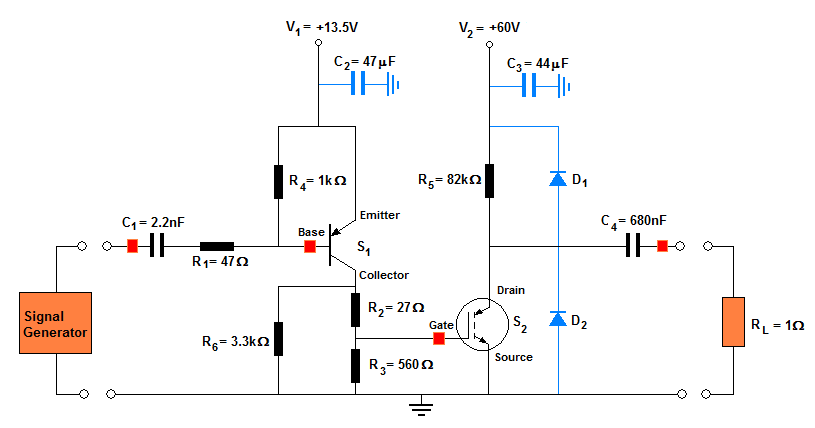 V1 = +13.5V
V2 = +60V
C2 = 47µF
C3 = 44µF
R4 = 1kΩ
R5 = 82kΩ
D1
Emitter
C1 = 2.2nF
C4 = 680nF
Base
S1
R1 = 47Ω
Collector
Drain
Signal
Generator
R2 = 27Ω
Gate
S2
D2
RL = 1Ω
R6 = 3.3kΩ
R3 = 560Ω
Source